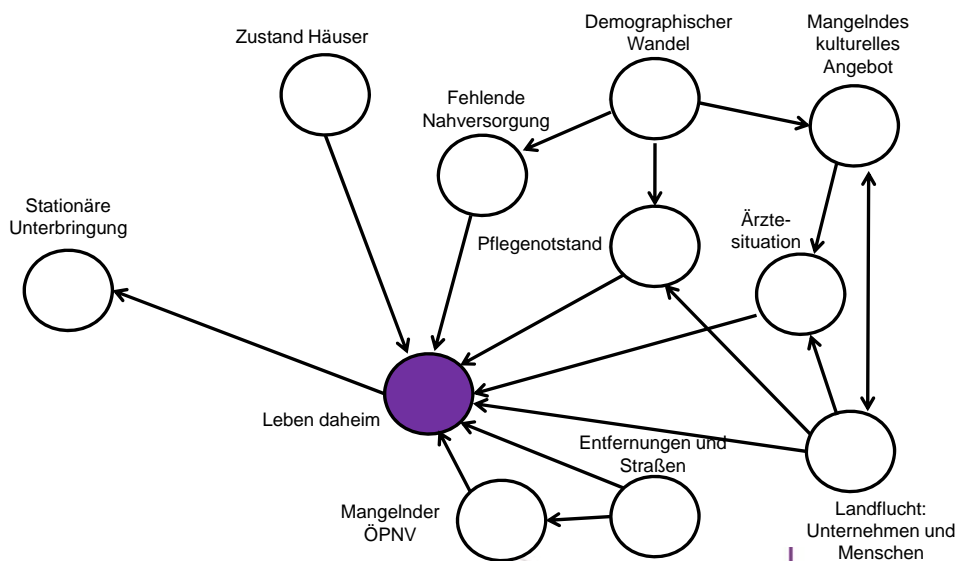 Demographischer
Wandel
Mangelndes
kulturelles
Angebot
Zustand Häuser
Fehlende
Nahversorgung
Stationäre
Unterbringung
Pflegenotstand
Ärzte-
situation
Leben daheim
Entfernungen und
Straßen
Mangelnder
ÖPNV
Landflucht:
Unternehmen und
Menschen